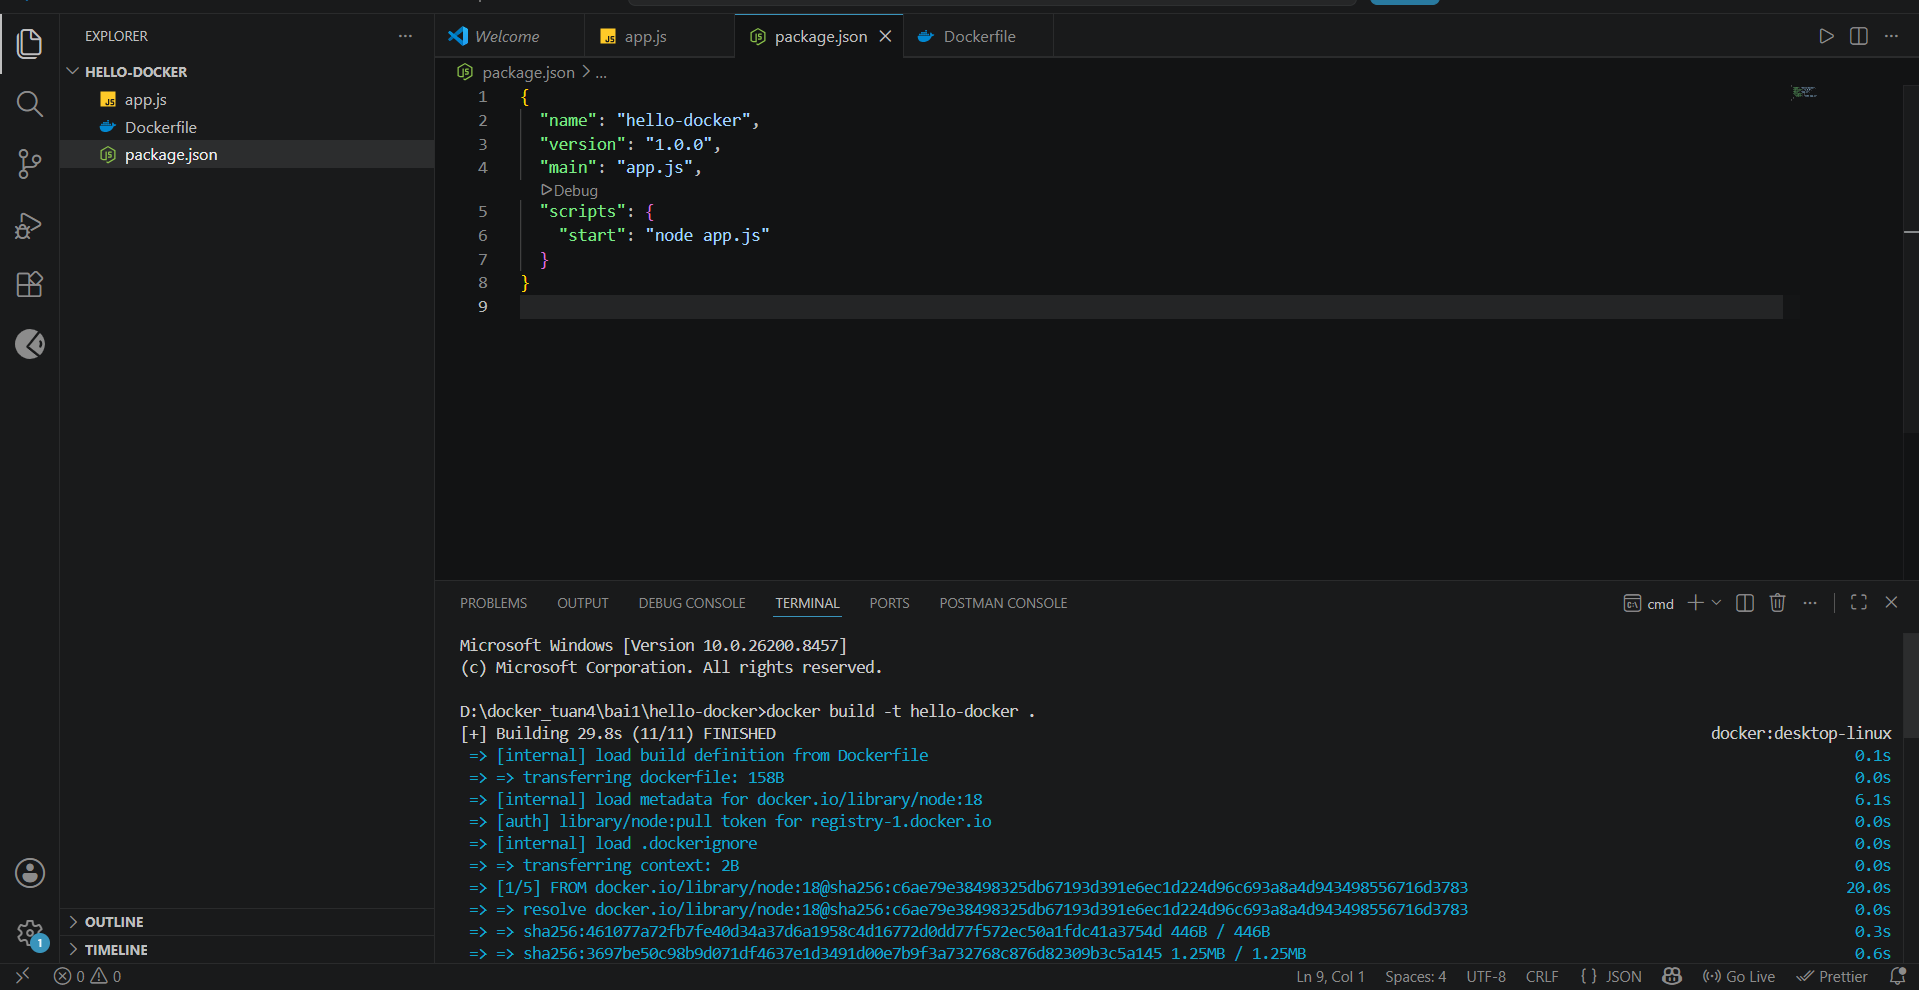 EXPLORER
HELLO-DOCKER
app.js
Dockerfile
package.json
OUTLINE
TIMELINE
Welcome
app.js
package.json
Dockerfile
package.json > ...
1 {
2 "name": "hello-docker",
3 "version": "1.0.0",
4 "main": "app.js",
Debug
5 "scripts": {
6 "start": "node app.js"
7 }
8 }
9
PROBLEMS OUTPUT DEBUG CONSOLE TERMINAL PORTS POSTMAN CONSOLE
cmd
Microsoft Windows [Version 10.0.26200.8457]
(c) Microsoft Corporation. All rights reserved.
D:\docker_tuan4\bai1\hello-docker>docker build -t hello-docker .
[+] Building 29.8s (11/11) FINISHED docker:desktop-linux
=> [internal] load build definition from Dockerfile 0.1s
=> => transferring dockerfile: 158B 0.0s
=> [internal] load metadata for docker.io/library/node:18 6.1s
=> [auth] library/node:pull token for registry-1.docker.io 0.0s
=> [internal] load .dockerignore 0.0s
=> => transferring context: 2B 0.0s
=> [1/5] FROM docker.io/library/node:18@sha256:c6ae79e38498325db67193d391e6ec1d224d96c693a8a4d943498556716d3783 20.0s
=> => resolve docker.io/library/node:18@sha256:c6ae79e38498325db67193d391e6ec1d224d96c693a8a4d943498556716d3783 0.0s
=> => sha256:461077a72fb7fe40d34a37d6a1958c4d16772d0dd77f572ec50a1fdc41a3754d 446B / 446B 0.3s
=> => sha256:3697be50c98b9d071df4637e1d3491d00e7b9f3a732768c876d82309b3c5a145 1.25MB / 1.25MB 0.6s
1
0 0
Ln 9, Col 1 Spaces: 4 UTF-8 CRLF {} JSON Go Live Prettier